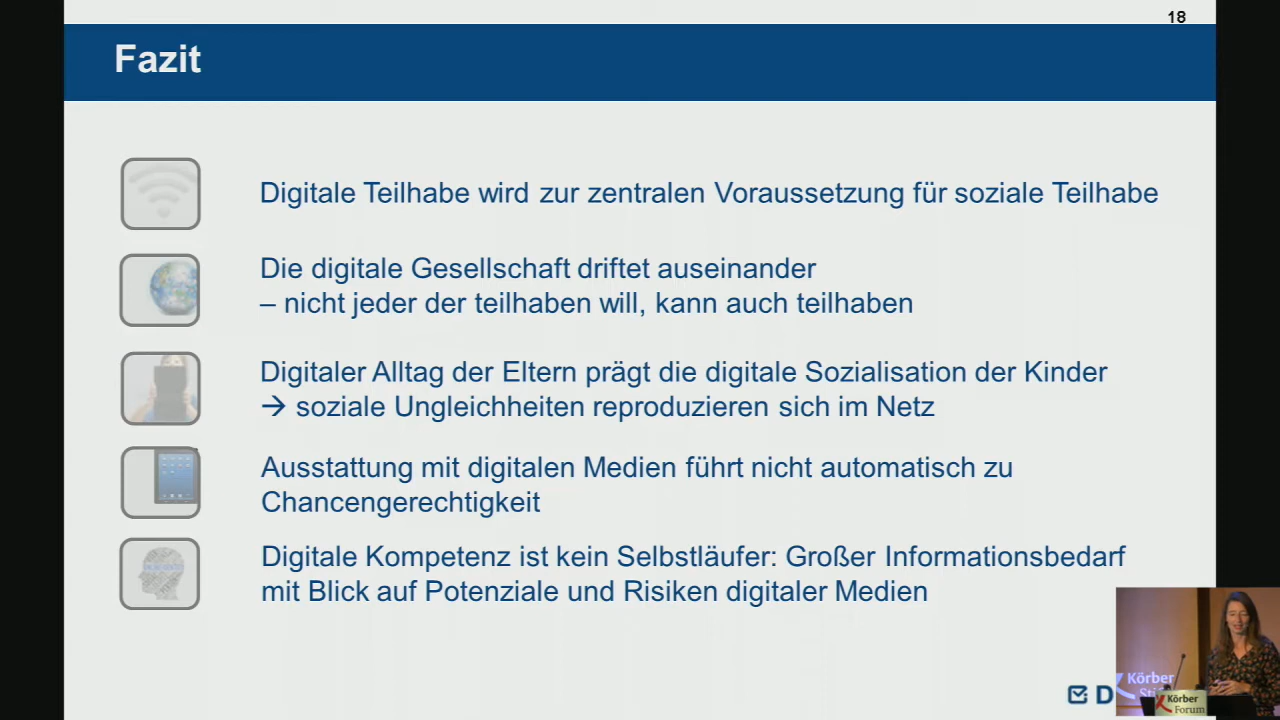 18
Fazit
Digitale Teilhabe wird zur zentralen Voraussetzung für soziale Teilhabe
Die digitale Gesellschaft driftet auseinander
– nicht jeder der teilhaben will, kann auch teilhaben
Digitaler Alltag der Eltern prägt die digitale Sozialisation der Kinder
→ soziale Ungleichheiten reproduzieren sich im Netz
Ausstattung mit digitalen Medien führt nicht automatisch zu
Chancengerechtigkeit
Digitale Kompetenz ist kein Selbstläufer: Großer Informationsbedarf
mit Blick auf Potenziale und Risiken digitaler Medien
D
Körber
Körber
Forum